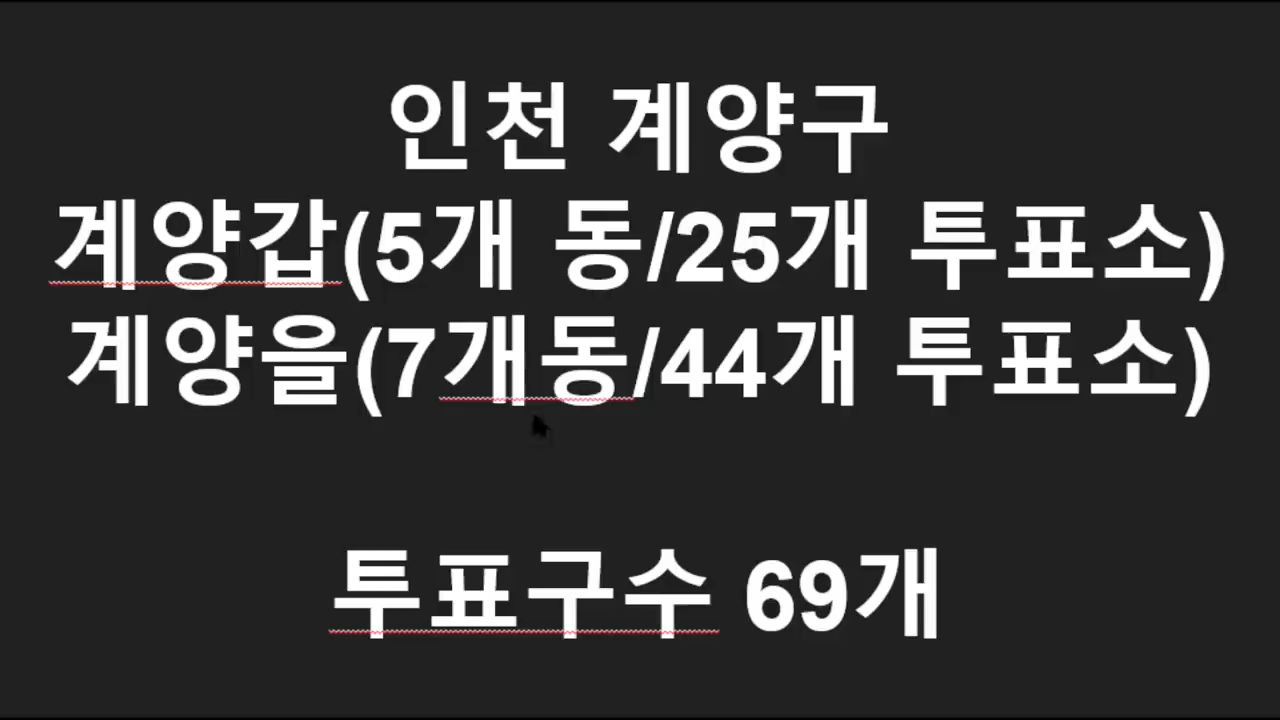 인천 계양구
계양갑(5개 동/25개 투표소)
계양을(7개동/44개 투표소)
투표구수 69개